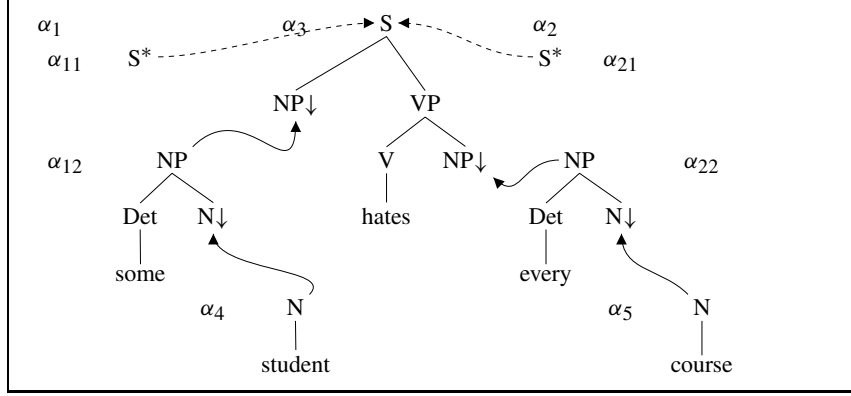 α₁ α₃ S α₂
α₁₁ S* S* α₂₁
NP↓ VP
α₁₂ NP V NP↓ NP α₂₂
Det N↓ hates Det N↓
some every
α₄ N α₅ N
student course